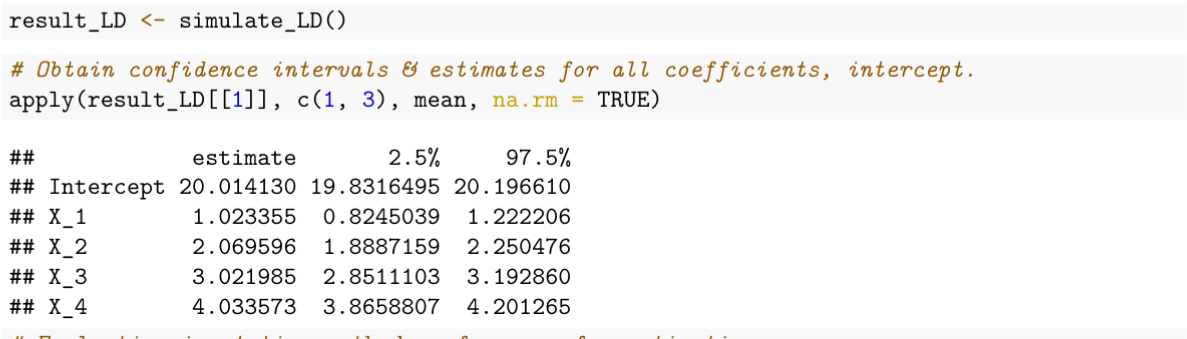 result_LD <- simulate_LD()
# Obtain confidence intervals & estimates for all coefficients, intercept.
apply(result_LD[[1]], c(1, 3), mean, na.rm = TRUE)
## estimate 2.5% 97.5%
## Intercept 20.014130 19.8316495 20.196610
## X_1 1.023355 0.8245039 1.222206
## X_2 2.069596 1.8887159 2.250476
## X_3 3.021985 2.8511103 3.192860
## X_4 4.033573 3.8658807 4.201265